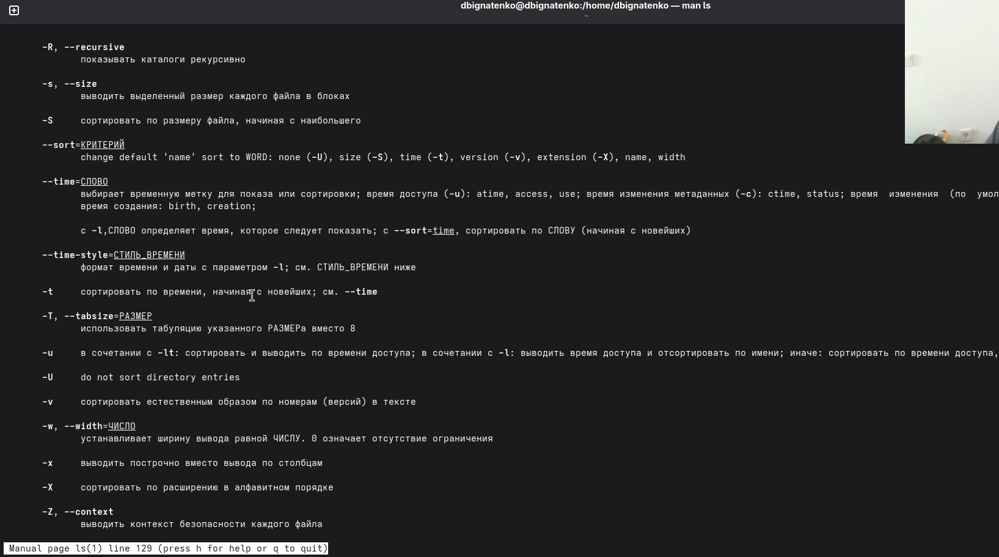 dbignatenko@dbignatenko:/home/dbignatenko — man ls
~
-R, --recursive
показывать каталоги рекурсивно
-s, --size
выводить выделенный размер каждого файла в блоках
-S сортировать по размеру файла, начиная с наибольшего
--sort=КРИТЕРИЙ
change default 'name' sort to WORD: none (-U), size (-S), time (-t), version (-v), extension (-X), name, width
--time=СЛОВО
выбирает временную метку для показа или сортировки; время доступа (-u): atime, access, use; время изменения метаданных (-c): ctime, status; время изменения (по умол
время создания: birth, creation;
с -l,СЛОВО определяет время, которое следует показать; с --sort=time, сортировать по СЛОВУ (начиная с новейших)
--time-style=СТИЛЬ_ВРЕМЕНИ
формат времени и даты с параметром -l; см. СТИЛЬ_ВРЕМЕНИ ниже
-t сортировать по времени, начиная с новейших; см. --time
-T, --tabsize=РАЗМЕР
использовать табуляцию указанного РАЗМЕРа вместо 8
-u в сочетании с -lt: сортировать и выводить по времени доступа; в сочетании с -l: выводить время доступа и отсортировать по имени; иначе: сортировать по времени доступа,
-U do not sort directory entries
-v сортировать естественным образом по номерам (версий) в тексте
-w, --width=ЧИСЛО
устанавливает ширину вывода равной ЧИСЛУ. 0 означает отсутствие ограничения
-x выводить построчно вместо вывода по столбцам
-X сортировать по расширению в алфавитном порядке
-Z, --context
выводить контекст безопасности каждого файла
Manual page ls(1) line 129 (press h for help or q to quit)